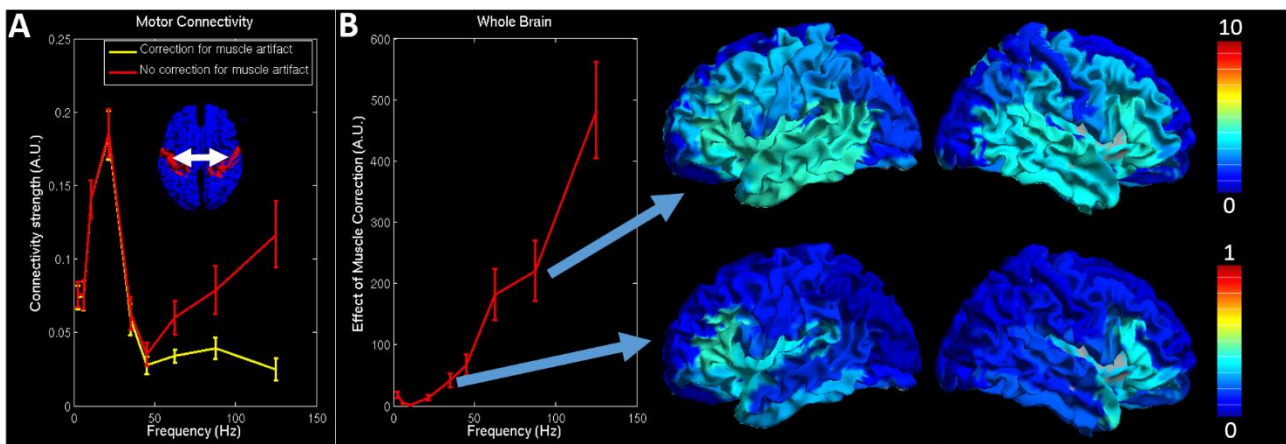 A
Motor Connectivity
Correction for muscle artifact
No correction for muscle artifact
Connectivity strength (A.U.)
0.25
0.2
0.15
0.1
0.05
0
0
50
100
150
Frequency (Hz)
B
Whole Brain
Effect of Muscle Correction (A.U.)
600
500
400
300
200
100
0
0
50
100
150
Frequency (Hz)
10
0
1
0